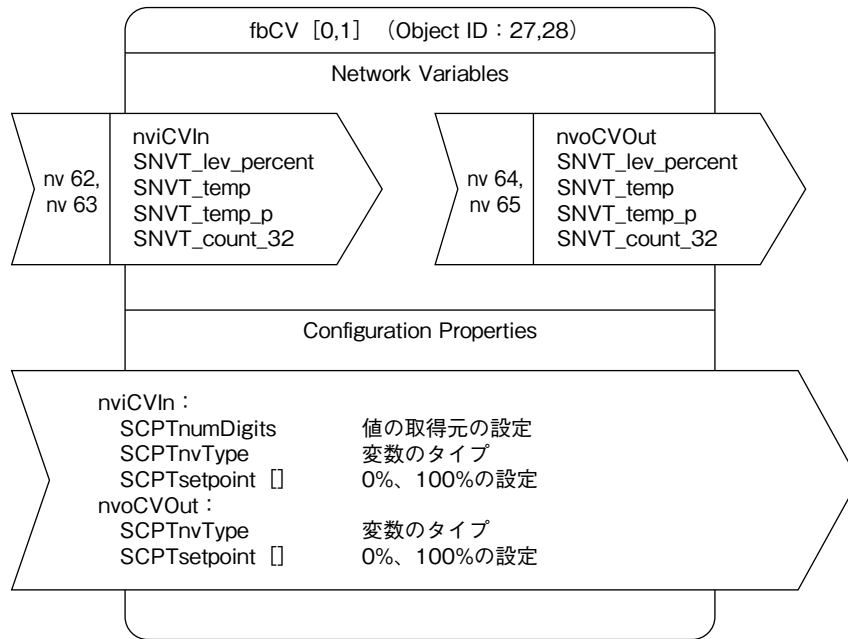 fbCV［0,1］（Object ID：27,28）
Network Variables
nv 62,
nv 63
nviCVIn
SNVT_lev_percent
SNVT_temp
SNVT_temp_p
SNVT_count_32
nv 64,
nv 65
nvoCVOut
SNVT_lev_percent
SNVT_temp
SNVT_temp_p
SNVT_count_32
Configuration Properties
nviCVIn：
SCPTnumDigits 値の取得元の設定
SCPTnvType 変数のタイプ
SCPTsetpoint［］ 0%、100%の設定
nvoCVOut：
SCPTnvType 変数のタイプ
SCPTsetpoint［］ 0%、100%の設定